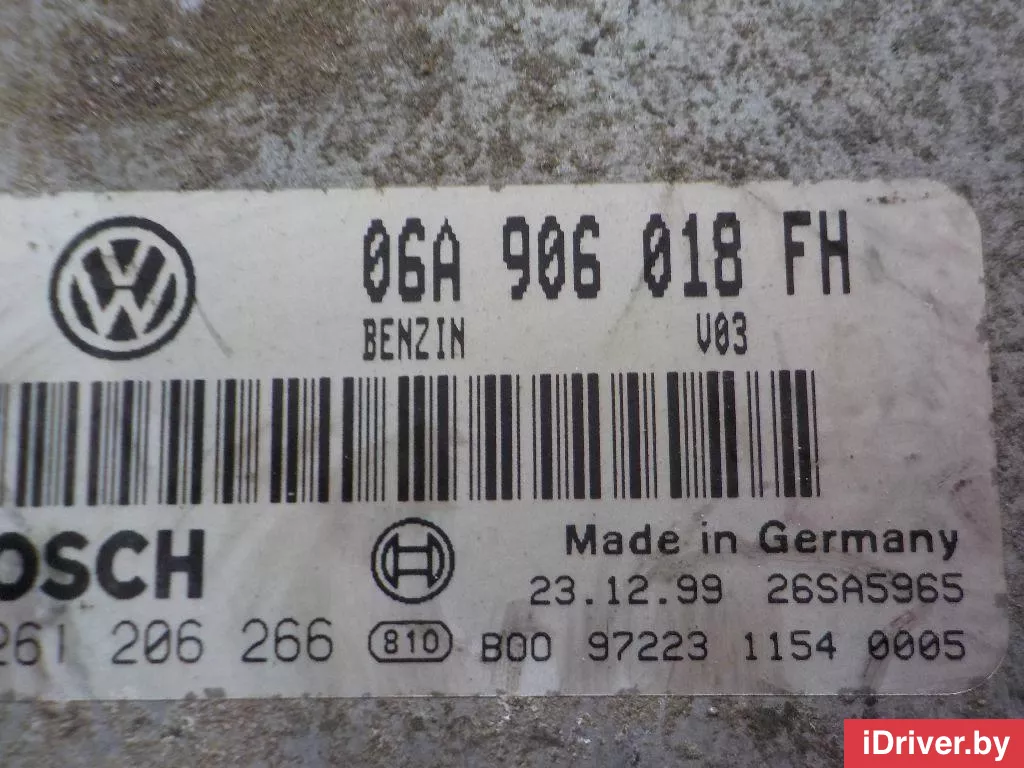 06A 906 018 FH
BENZIN V03
OSCH
Made in Germany
23.12.99 26SA5965
261 206 266 810 B00 97223 1154 0005
iDriver.by